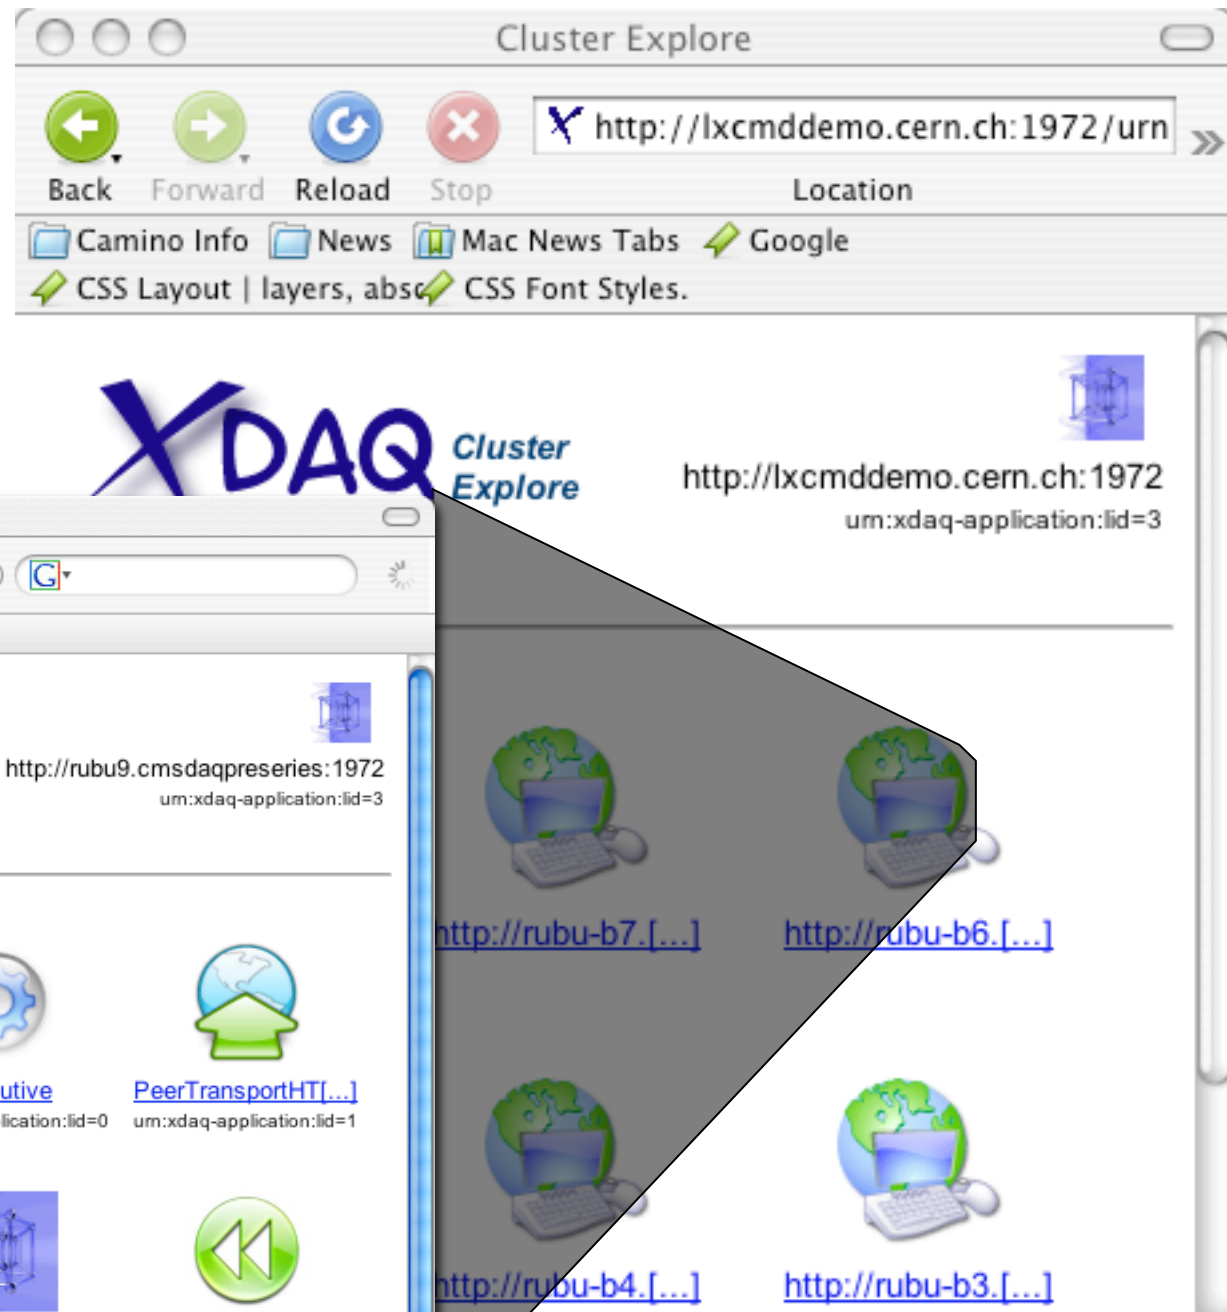 Cluster Explore
http://lxcmddemo.cern.ch:1972/urn
Back Forward Reload Stop Location
Camino Info News Mac News Tabs Google
CSS Layout | layers, absc CSS Font Styles.
XDAQ Cluster
Explore
http://lxcmddemo.cern.ch:1972
urn:xdaq-application:lid=3
G
http://rubu9.cmsdaqpreseries:1972
urn:xdaq-application:lid=3
http://rubu-b7.[...] http://rubu-b6.[...]
utive PeerTransportHT[...]
lication:lid=0 urn:xdaq-application:lid=1
http://rubu-b4.[...] http://rubu-b3.[...]